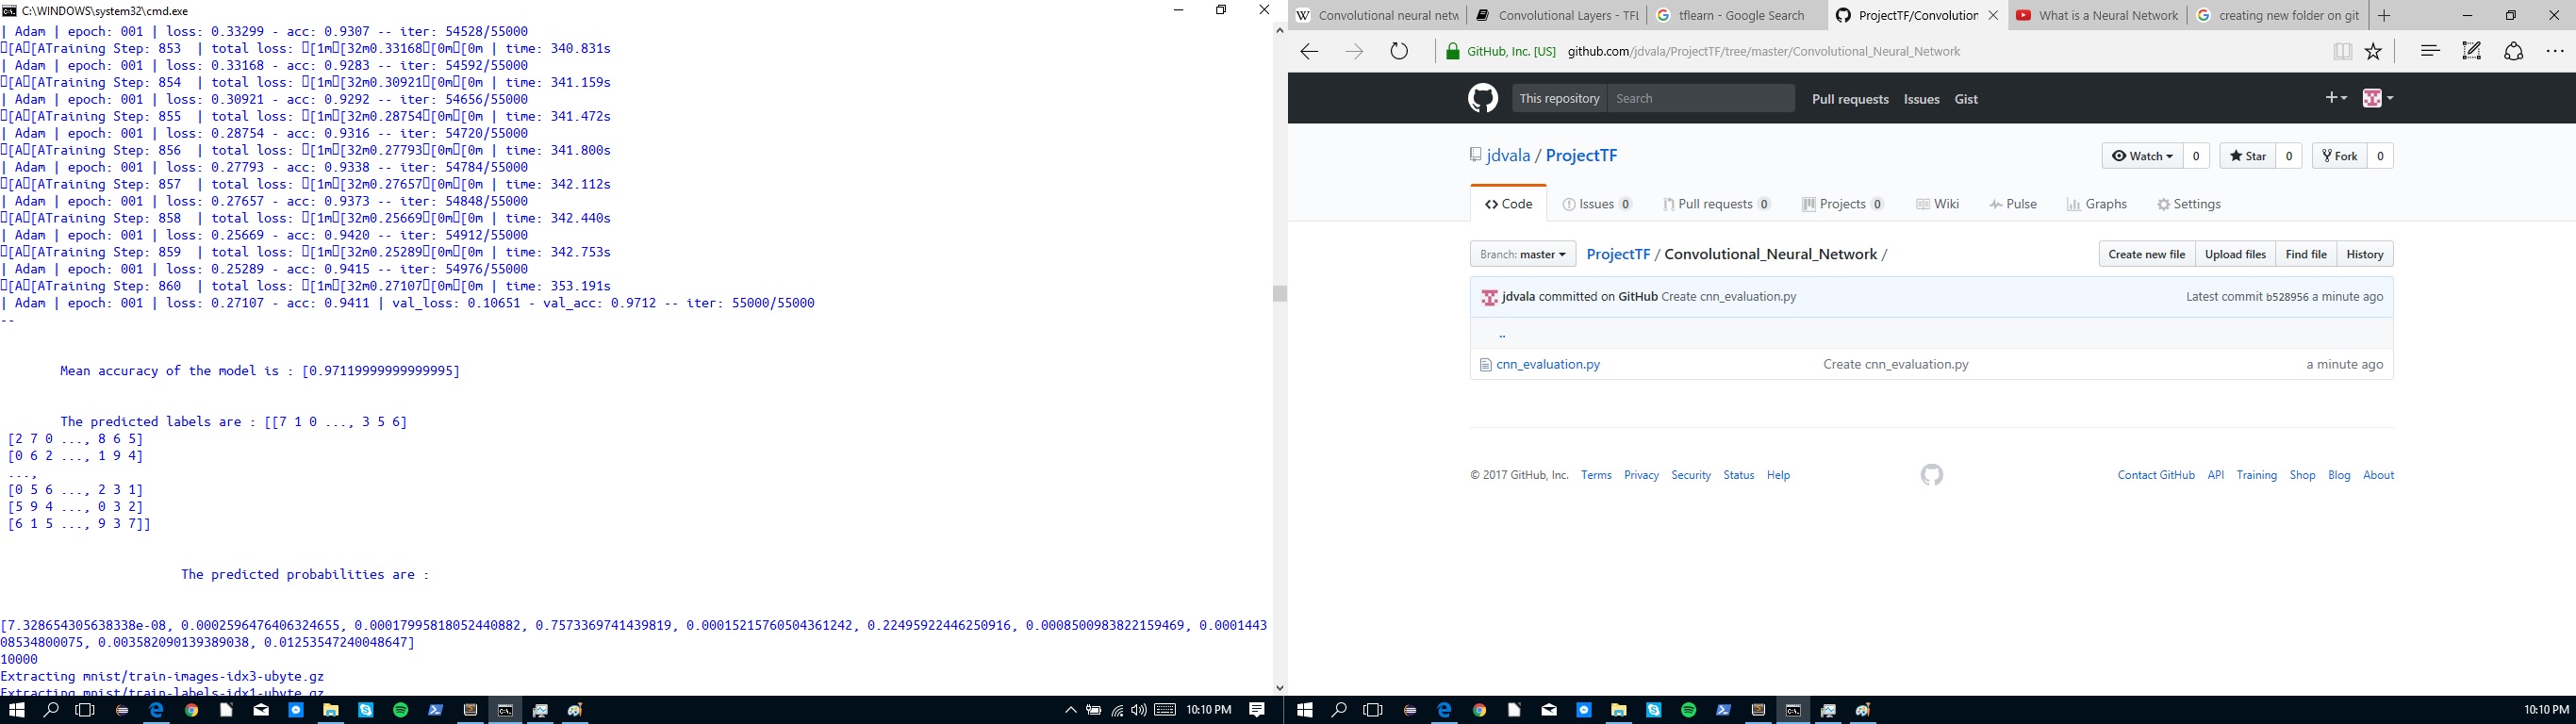 C:\WINDOWS\system32\cmd.exe
| Adam | epoch: 001 | loss: 0.33299 - acc: 0.9307 -- iter: 54528/55000
[A[ATraining Step: 853 | total loss: [1m[32m0.33168[0m[0m | time: 340.831s
| Adam | epoch: 001 | loss: 0.33168 - acc: 0.9283 -- iter: 54592/55000
[A[ATraining Step: 854 | total loss: [1m[32m0.30921[0m[0m | time: 341.159s
| Adam | epoch: 001 | loss: 0.30921 - acc: 0.9292 -- iter: 54656/55000
[A[ATraining Step: 855 | total loss: [1m[32m0.28754[0m[0m | time: 341.472s
| Adam | epoch: 001 | loss: 0.28754 - acc: 0.9316 -- iter: 54720/55000
[A[ATraining Step: 856 | total loss: [1m[32m0.27793[0m[0m | time: 341.800s
| Adam | epoch: 001 | loss: 0.27793 - acc: 0.9338 -- iter: 54784/55000
[A[ATraining Step: 857 | total loss: [1m[32m0.27657[0m[0m | time: 342.112s
| Adam | epoch: 001 | loss: 0.27657 - acc: 0.9373 -- iter: 54848/55000
[A[ATraining Step: 858 | total loss: [1m[32m0.25669[0m[0m | time: 342.440s
| Adam | epoch: 001 | loss: 0.25669 - acc: 0.9420 -- iter: 54912/55000
[A[ATraining Step: 859 | total loss: [1m[32m0.25289[0m[0m | time: 342.753s
| Adam | epoch: 001 | loss: 0.25289 - acc: 0.9415 -- iter: 54976/55000
[A[ATraining Step: 860 | total loss: [1m[32m0.27107[0m[0m | time: 353.191s
| Adam | epoch: 001 | loss: 0.27107 - acc: 0.9411 | val_loss: 0.10651 - val_acc: 0.9712 -- iter: 55000/55000
--
Mean accuracy of the model is : [0.97119999999999995]
The predicted labels are : [[7 1 0 ..., 3 5 6]
[2 7 0 ..., 8 6 5]
[0 6 2 ..., 1 9 4]
...,
[0 5 6 ..., 2 3 1]
[5 9 4 ..., 0 3 2]
[6 1 5 ..., 9 3 7]]
The predicted probabilities are :
[7.328654305638338e-08, 0.0002596476406324655, 0.00017995818052440882, 0.7573369741439819, 0.00015215760504361242, 0.22495922446250916, 0.0008500983822159469, 0.0001443
08534800075, 0.003582090139389038, 0.01253547240048647]
10000
Extracting mnist/train-images-idx3-ubyte.gz
Extracting mnist/train-labels-idx1-ubyte.gz
10:10 PM
Convolutional neural netw
Convolutional Layers - TFL
tflearn - Google Search
ProjectTF/Convolution
What is a Neural Network
creating new folder on git
GitHub, Inc. [US] github.com/jdvala/ProjectTF/tree/master/Convolutional_Neural_Network
This repository Search Pull requests Issues Gist
jdvala / ProjectTF
Watch 0 Star 0 Fork 0
Code Issues 0 Pull requests 0 Projects 0 Wiki Pulse Graphs Settings
Branch: master ProjectTF / Convolutional_Neural_Network / Create new file Upload files Find file History
jdvala committed on GitHub Create cnn_evaluation.py Latest commit b528956 a minute ago
..
cnn_evaluation.py Create cnn_evaluation.py a minute ago
© 2017 GitHub, Inc. Terms Privacy Security Status Help Contact GitHub API Training Shop Blog About
10:10 PM